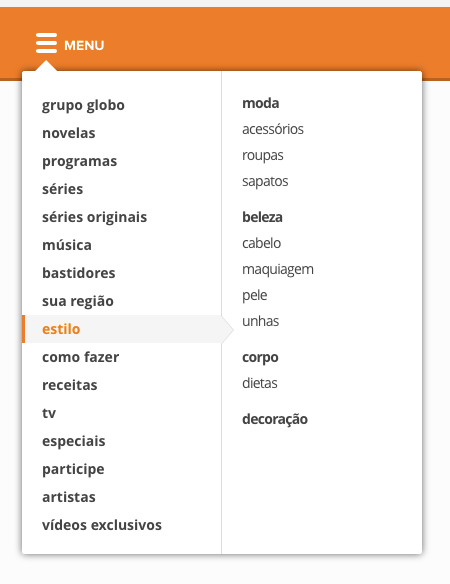 MENU
grupo globo
novelas
programas
séries
séries originais
música
bastidores
sua região
estilo
como fazer
receitas
tv
especiais
participe
artistas
vídeos exclusivos
moda
acessórios
roupas
sapatos
beleza
cabelo
maquiagem
pele
unhas
corpo
dietas
decoração